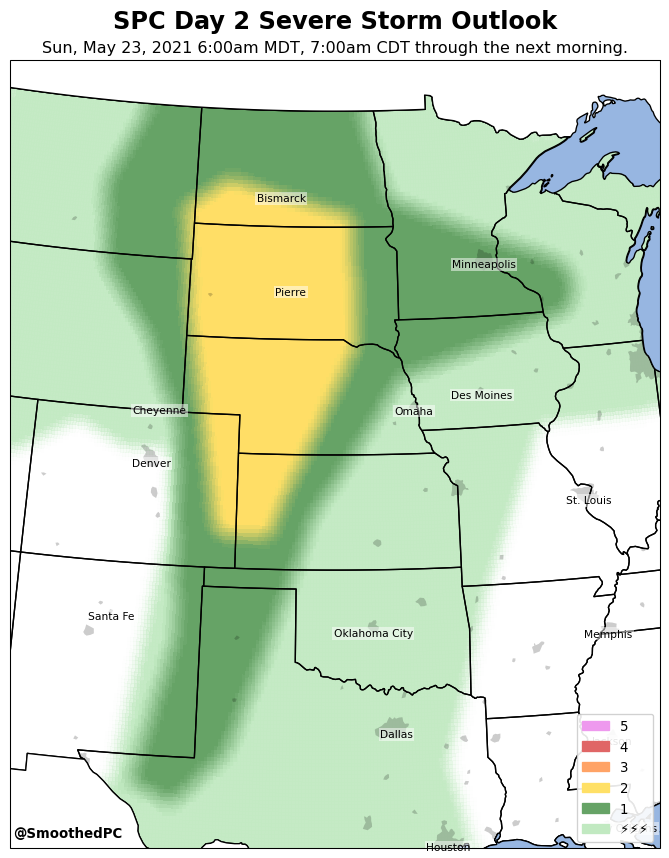 SPC Day 2 Severe Storm Outlook
Sun, May 23, 2021 6:00am MDT, 7:00am CDT through the next morning.
Bismarck
Minneapolis
Pierre
Des Moines
Cheyenne
Omaha
Denver
St. Louis
Santa Fe
Oklahoma City
Memphis
Dallas
5
4
3
2
1
⚡⚡⚡
@SmoothedPC
Houston